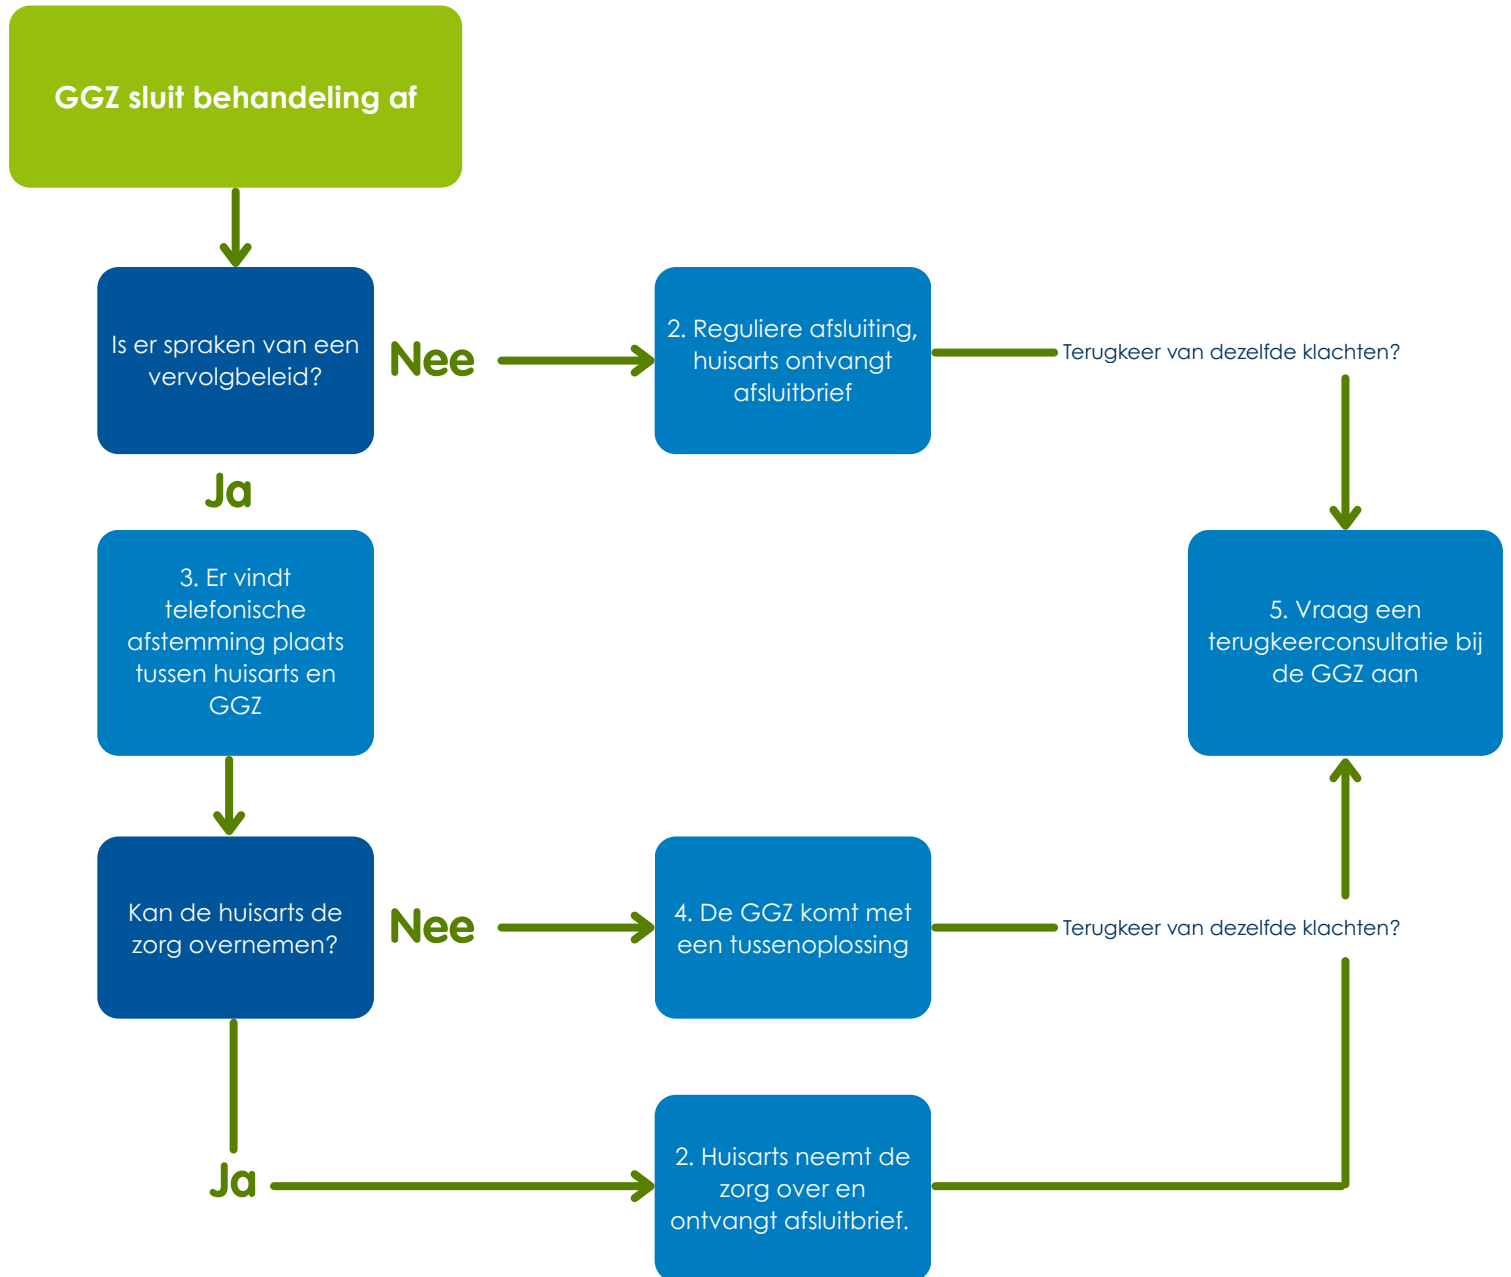 GGZ sluit behandeling af
Is er spraken van een
vervolgbeleid?
Nee
2. Reguliere afsluiting,
huisarts ontvangt
afsluitbrief
Terugkeer van dezelfde klachten?
Ja
3. Er vindt
telefonische
afstemming plaats
tussen huisarts en
GGZ
5. Vraag een
terugkeerconsultatie bij
de GGZ aan
Kan de huisarts de
zorg overnemen?
Nee
4. De GGZ komt met
een tussenoplossing
Terugkeer van dezelfde klachten?
Ja
2. Huisarts neemt de
zorg over en
ontvangt afsluitbrief.